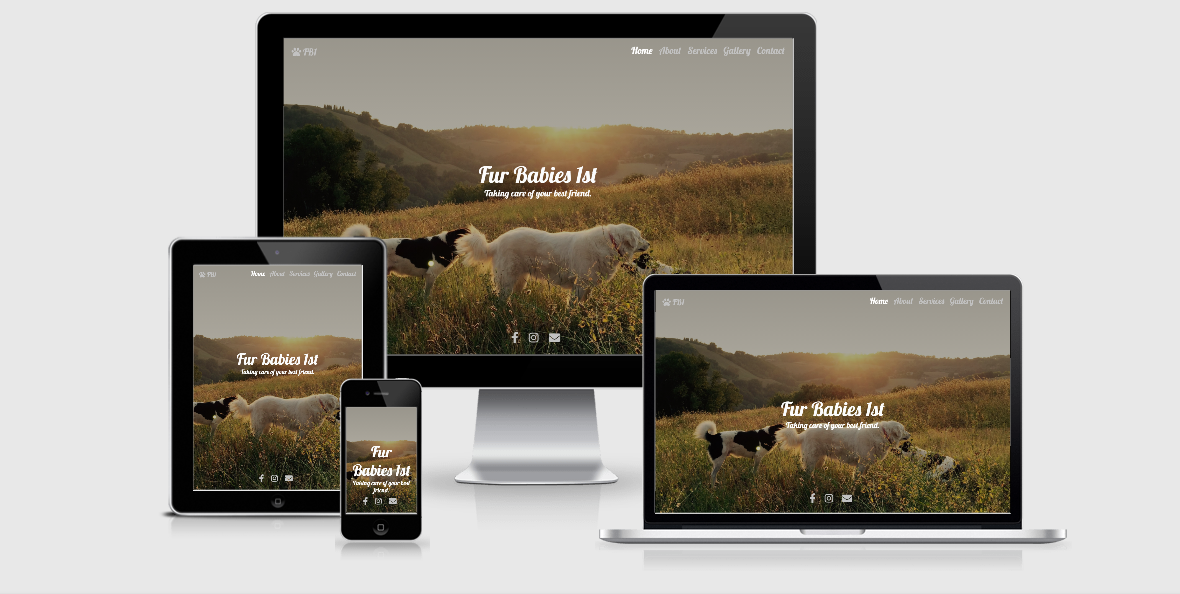 FB1
Home About Services Gallery Contact
Fur Babies 1st
Taking care of your best friend.
FB1
Home About Services Gallery Contact
Fur Babies 1st
Taking care of your best friend.
Fur
Babies 1st
Taking care of your best
friend.
FB1
Home About Services Gallery Contact
Fur Babies 1st
Taking care of your best friend.